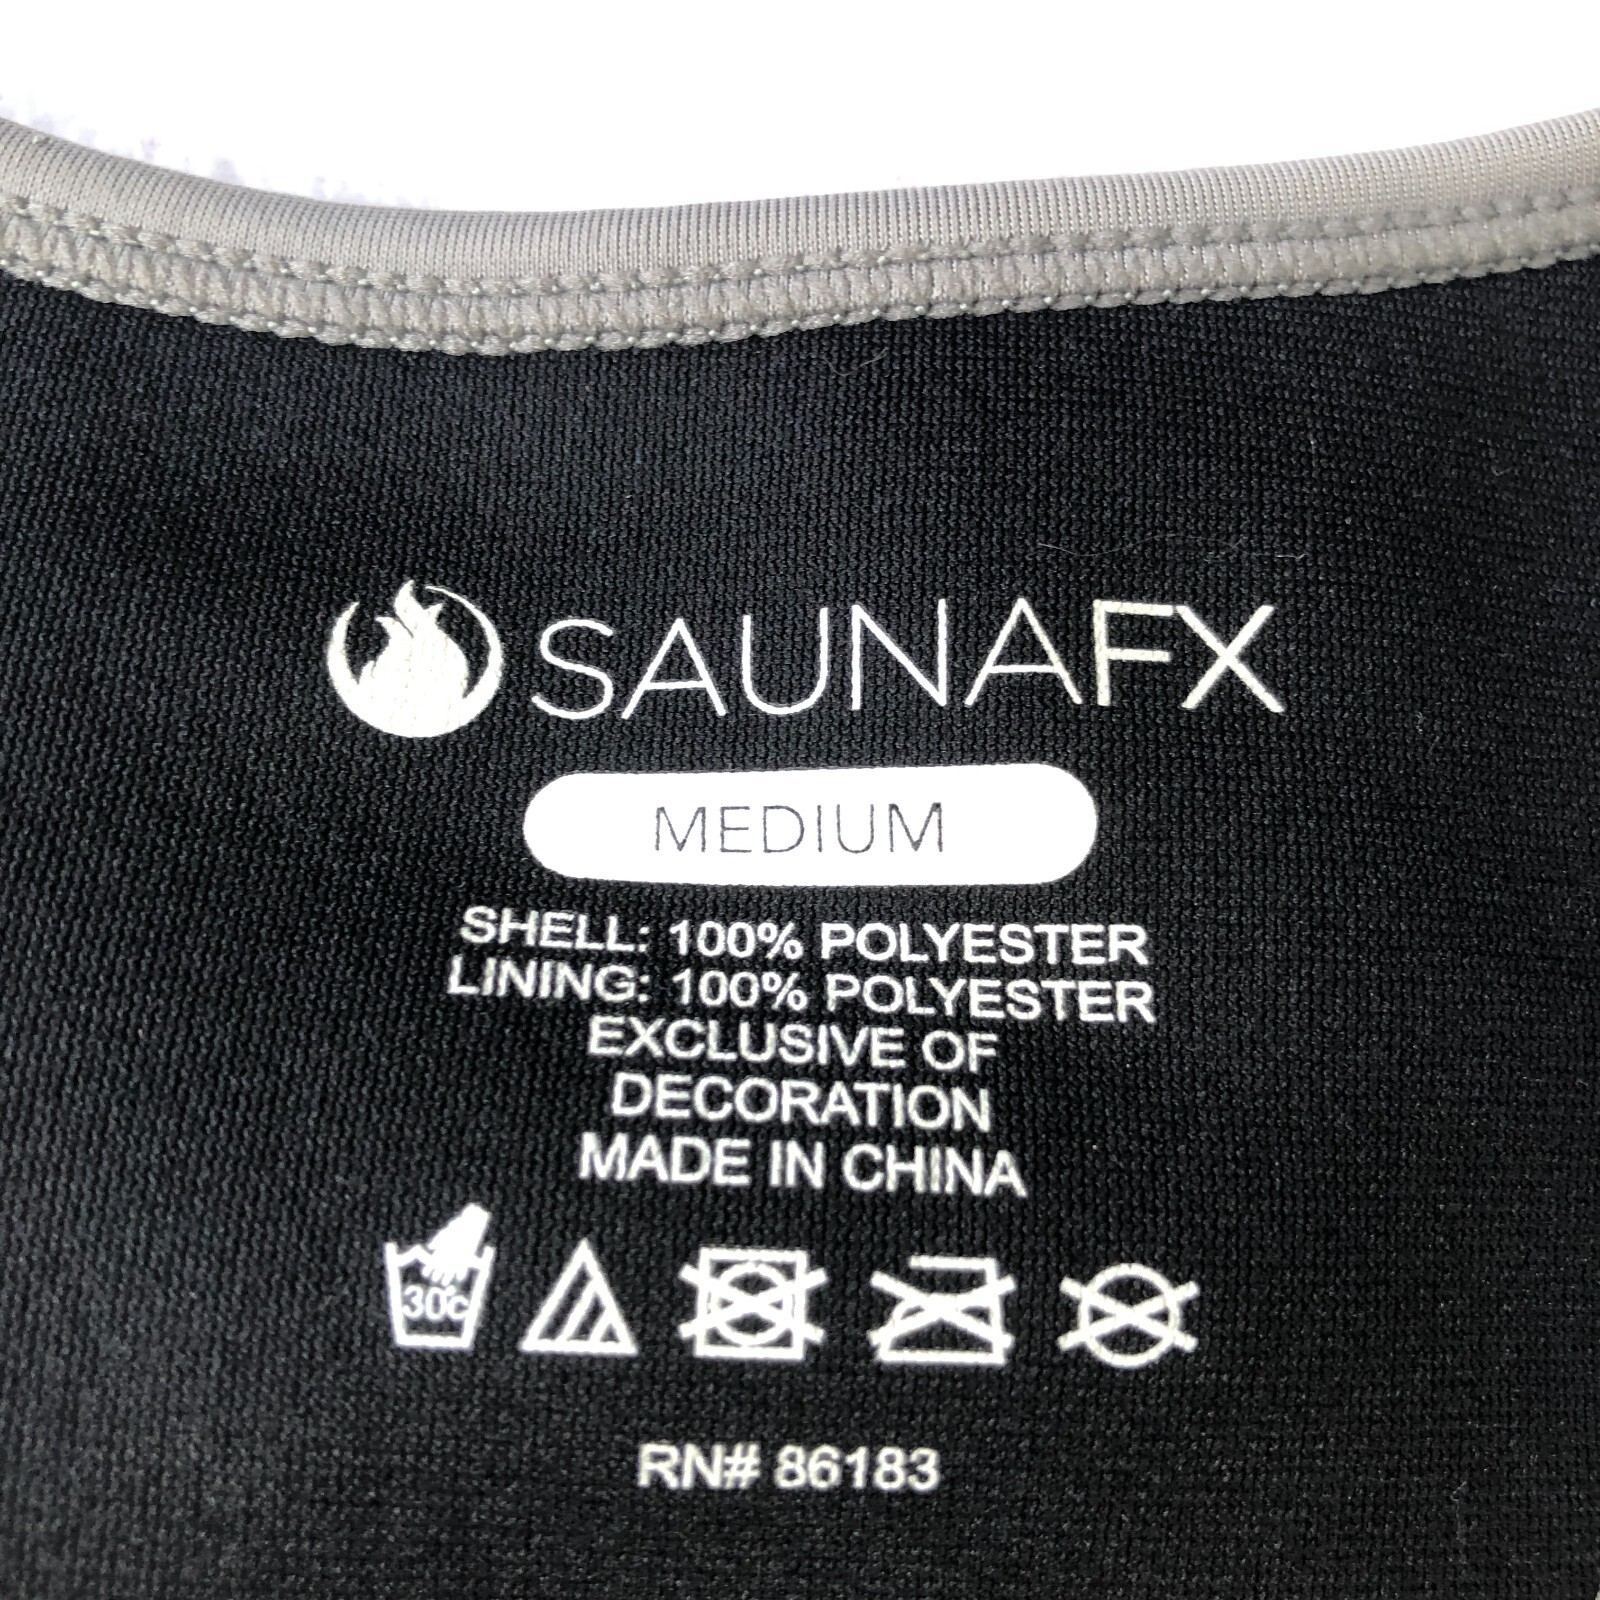 SAUNAFX
MEDIUM
SHELL: 100% POLYESTER
LINING: 100% POLYESTER
EXCLUSIVE OF
DECORATION
MADE IN CHINA
30°c
RN# 86183